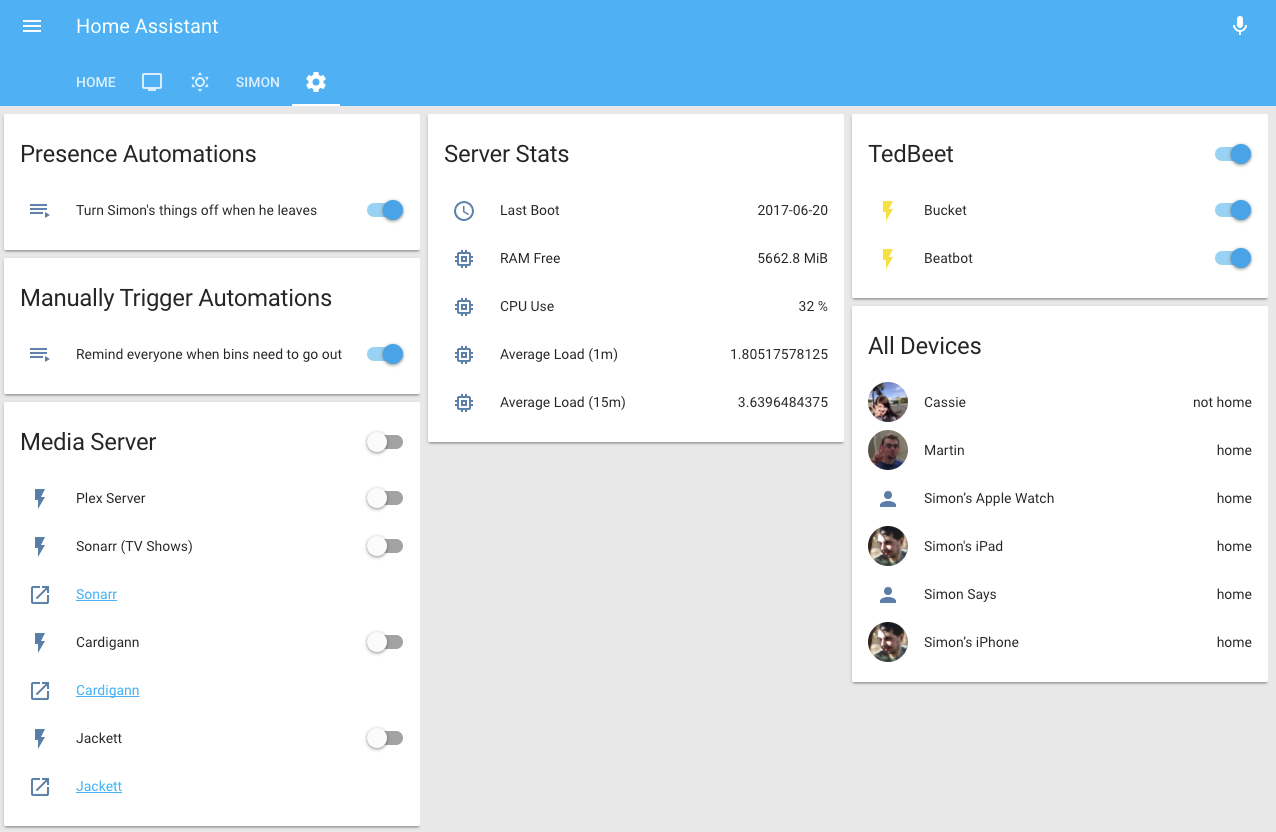 Home Assistant
HOME
SIMON
Presence Automations
Turn Simon's things off when he leaves
Manually Trigger Automations
Remind everyone when bins need to go out
Media Server
Plex Server
Sonarr (TV Shows)
Sonarr
Cardigann
Cardigann
Jackett
Jackett
Server Stats
Last Boot 2017-06-20
RAM Free 5662.8 MiB
CPU Use 32 %
Average Load (1m) 1.80517578125
Average Load (15m) 3.6396484375
TedBeet
Bucket
Beatbot
All Devices
Cassie not home
Martin home
Simon’s Apple Watch home
Simon's iPad home
Simon Says home
Simon’s iPhone home